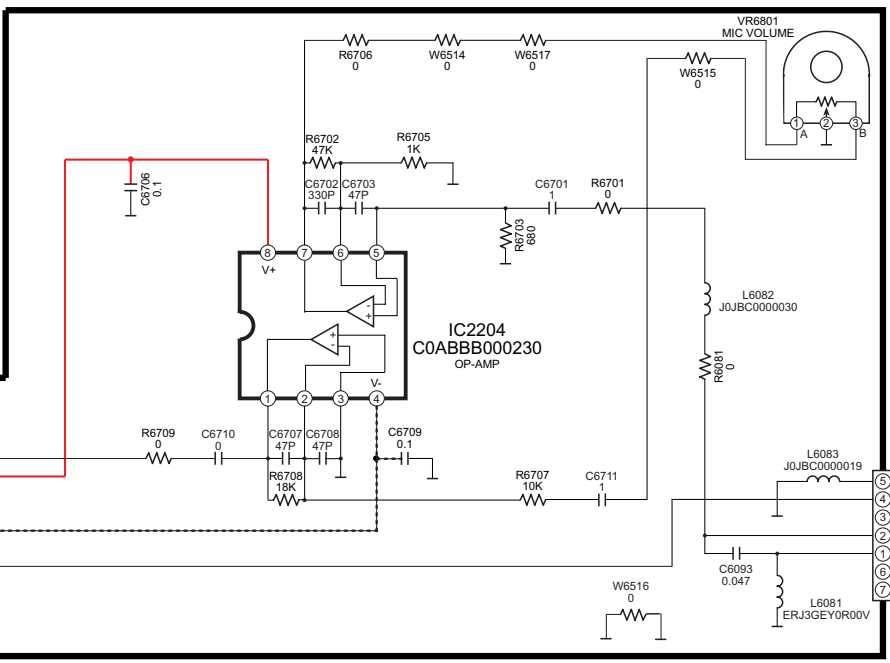 VR6801
MIC VOLUME
R6706
0
W6514
0
W6517
0
W6515
0
1
2
3
A
B
R6702
47K
R6705
1K
C6706
0.1
C6702
330P
C6703
47P
C6701
1
R6701
0
R6703
680
8
7
6
5
V+
-
+
L6082
J0JBC0000030
IC2204
C0ABBB000230
OP-AMP
+
-
V-
R6081
0
1
2
3
4
R6709
0
C6710
0
C6707
47P
C6708
47P
C6709
0.1
R6708
18K
R6707
10K
C6711
1
L6083
J0JBC0000019
5
4
3
2
1
6
7
C6093
0.047
W6516
0
L6081
ERJ3GEY0R00V